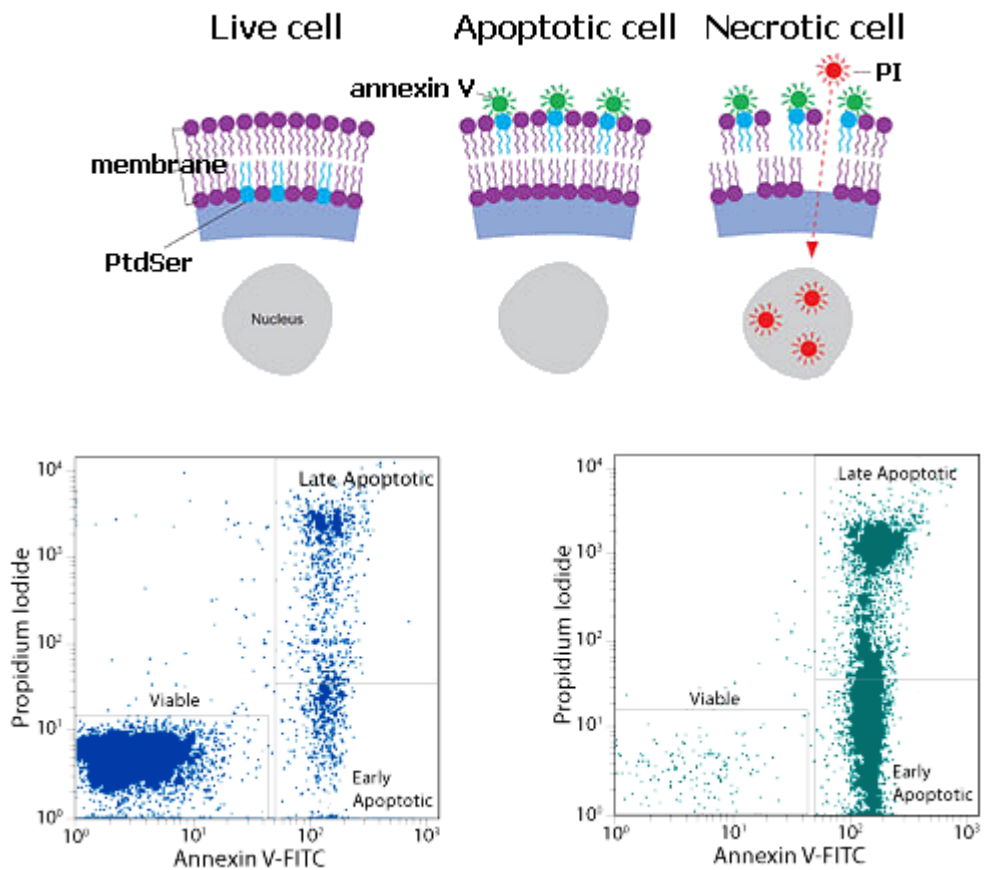 Live cell
Apoptotic cell
Necrotic cell
annexin V
PI
membrane
PtdSer
Nucleus
10⁴
10³
10²
10¹
10⁰
Propidium Iodide
Late Apoptotic
Viable
Early
Apoptotic
10⁰ 10¹ 10² 10³
Annexin V-FITC
10⁴
10³
10²
10¹
10⁰
Propidium Iodide
Late Apoptotic
Viable
Early
Apoptotic
10⁰ 10¹ 10² 10³
Annexin V-FITC